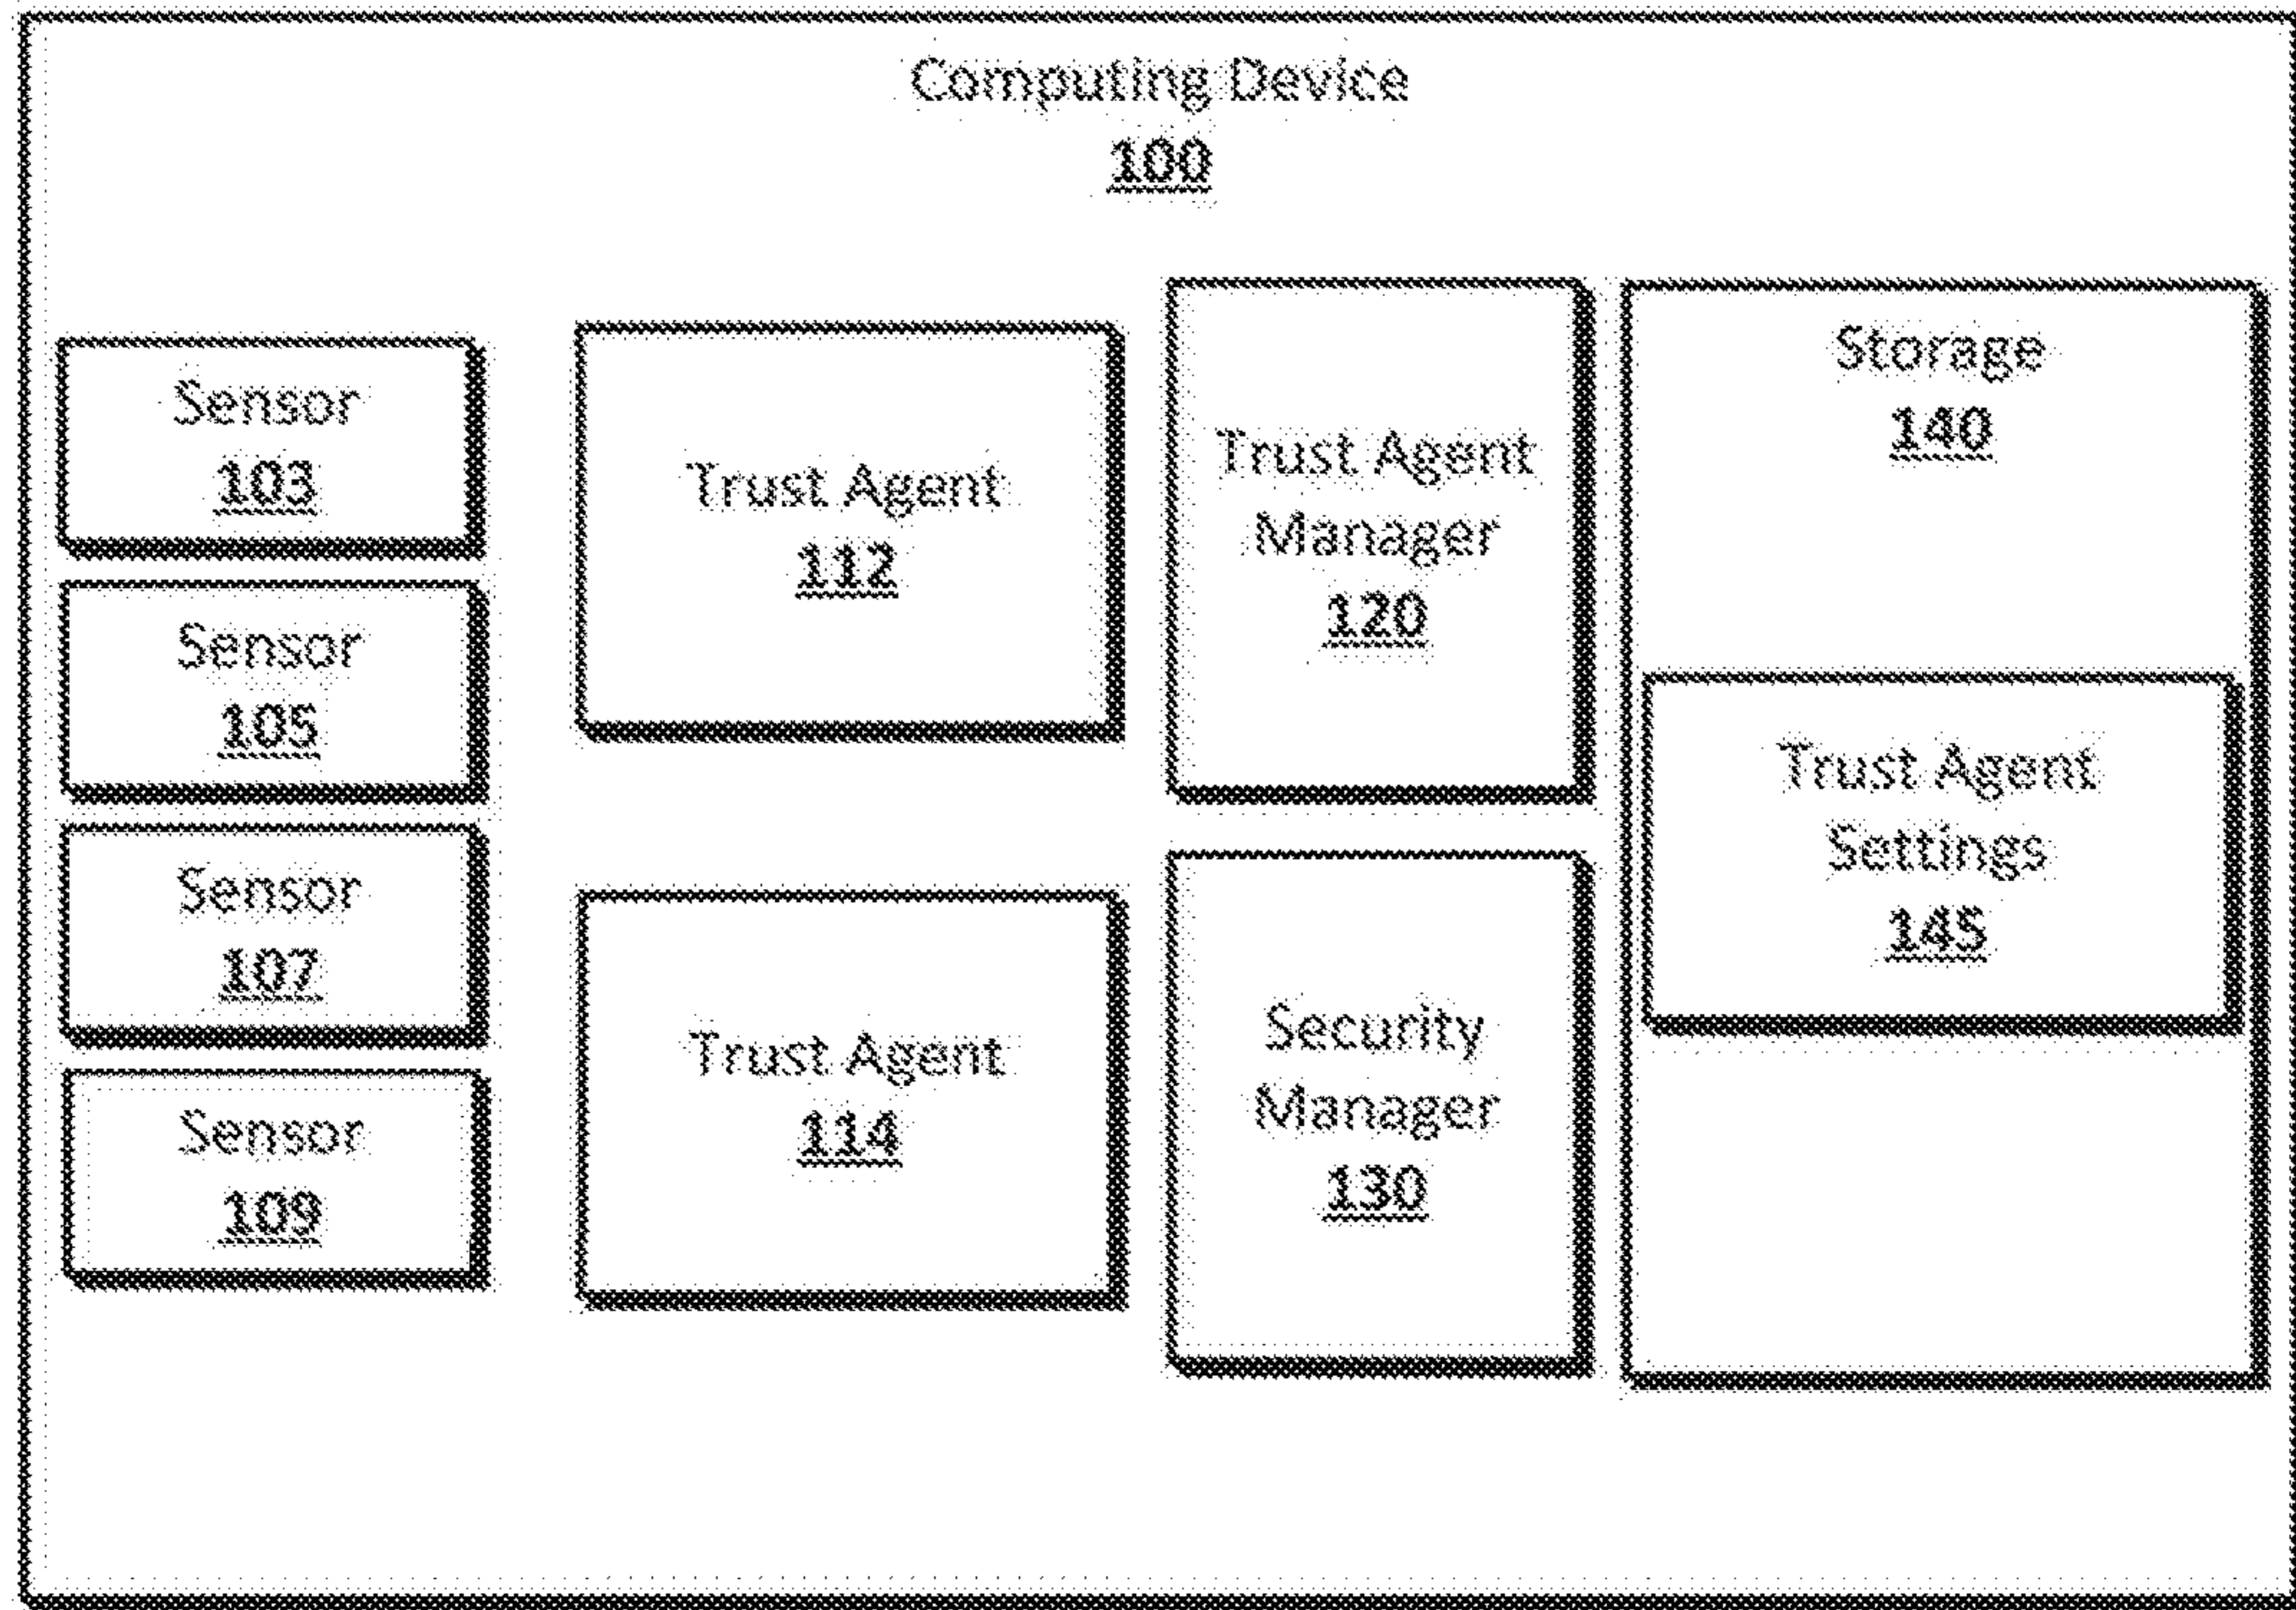 Computing Device
100
Sensor
103
Sensor
105
Sensor
107
Sensor
109
Trust Agent
112
Trust Agent
114
Trust Agent
Manager
120
Security
Manager
130
Storage
140
Trust Agent
Settings
145